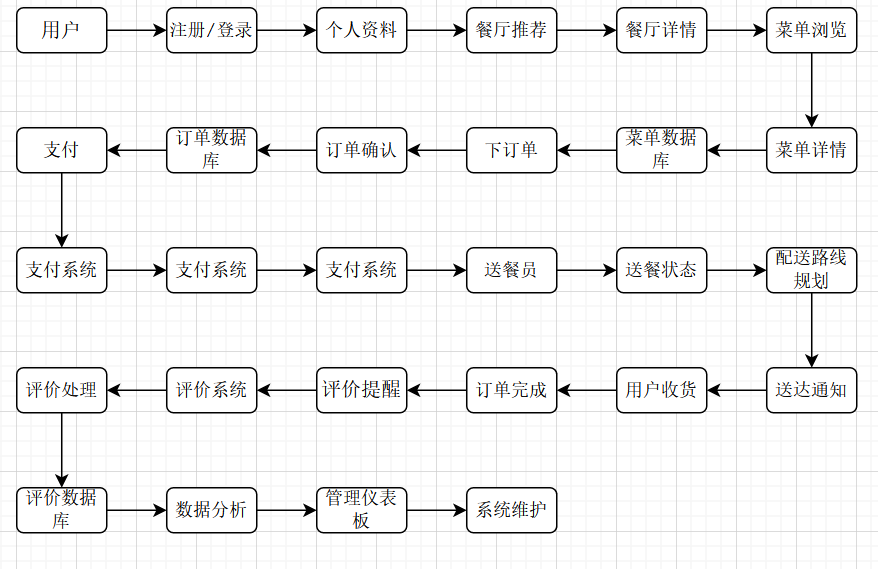 用户
注册/登录
个人资料
餐厅推荐
餐厅详情
菜单浏览
支付
订单数据
库
订单确认
下订单
菜单数据
库
菜单详情
支付系统
支付系统
支付系统
送餐员
送餐状态
配送路线
规划
评价处理
评价系统
评价提醒
订单完成
用户收货
送达通知
评价数据
库
数据分析
管理仪表
板
系统维护